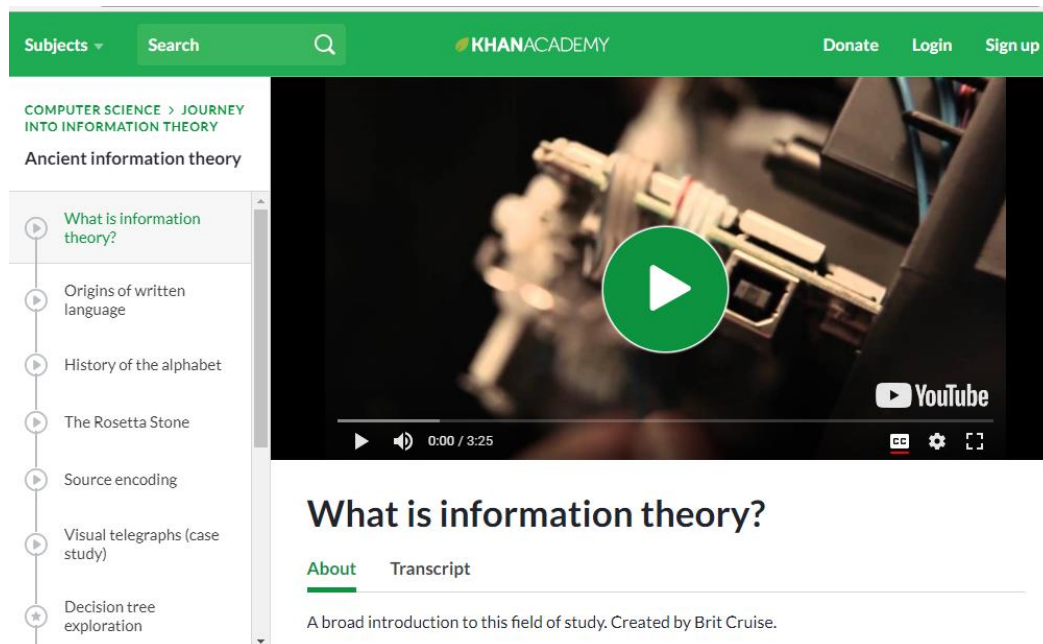 Subjects Search KHANACADEMY Donate Login Sign up
COMPUTER SCIENCE > JOURNEY
INTO INFORMATION THEORY
Ancient information theory
What is information
theory?
Origins of written
language
History of the alphabet
The Rosetta Stone
Source encoding
Visual telegraphs (case
study)
Decision tree
exploration
YouTube
0:00 / 3:25
CC
What is information theory?
About Transcript
A broad introduction to this field of study. Created by Brit Cruise.